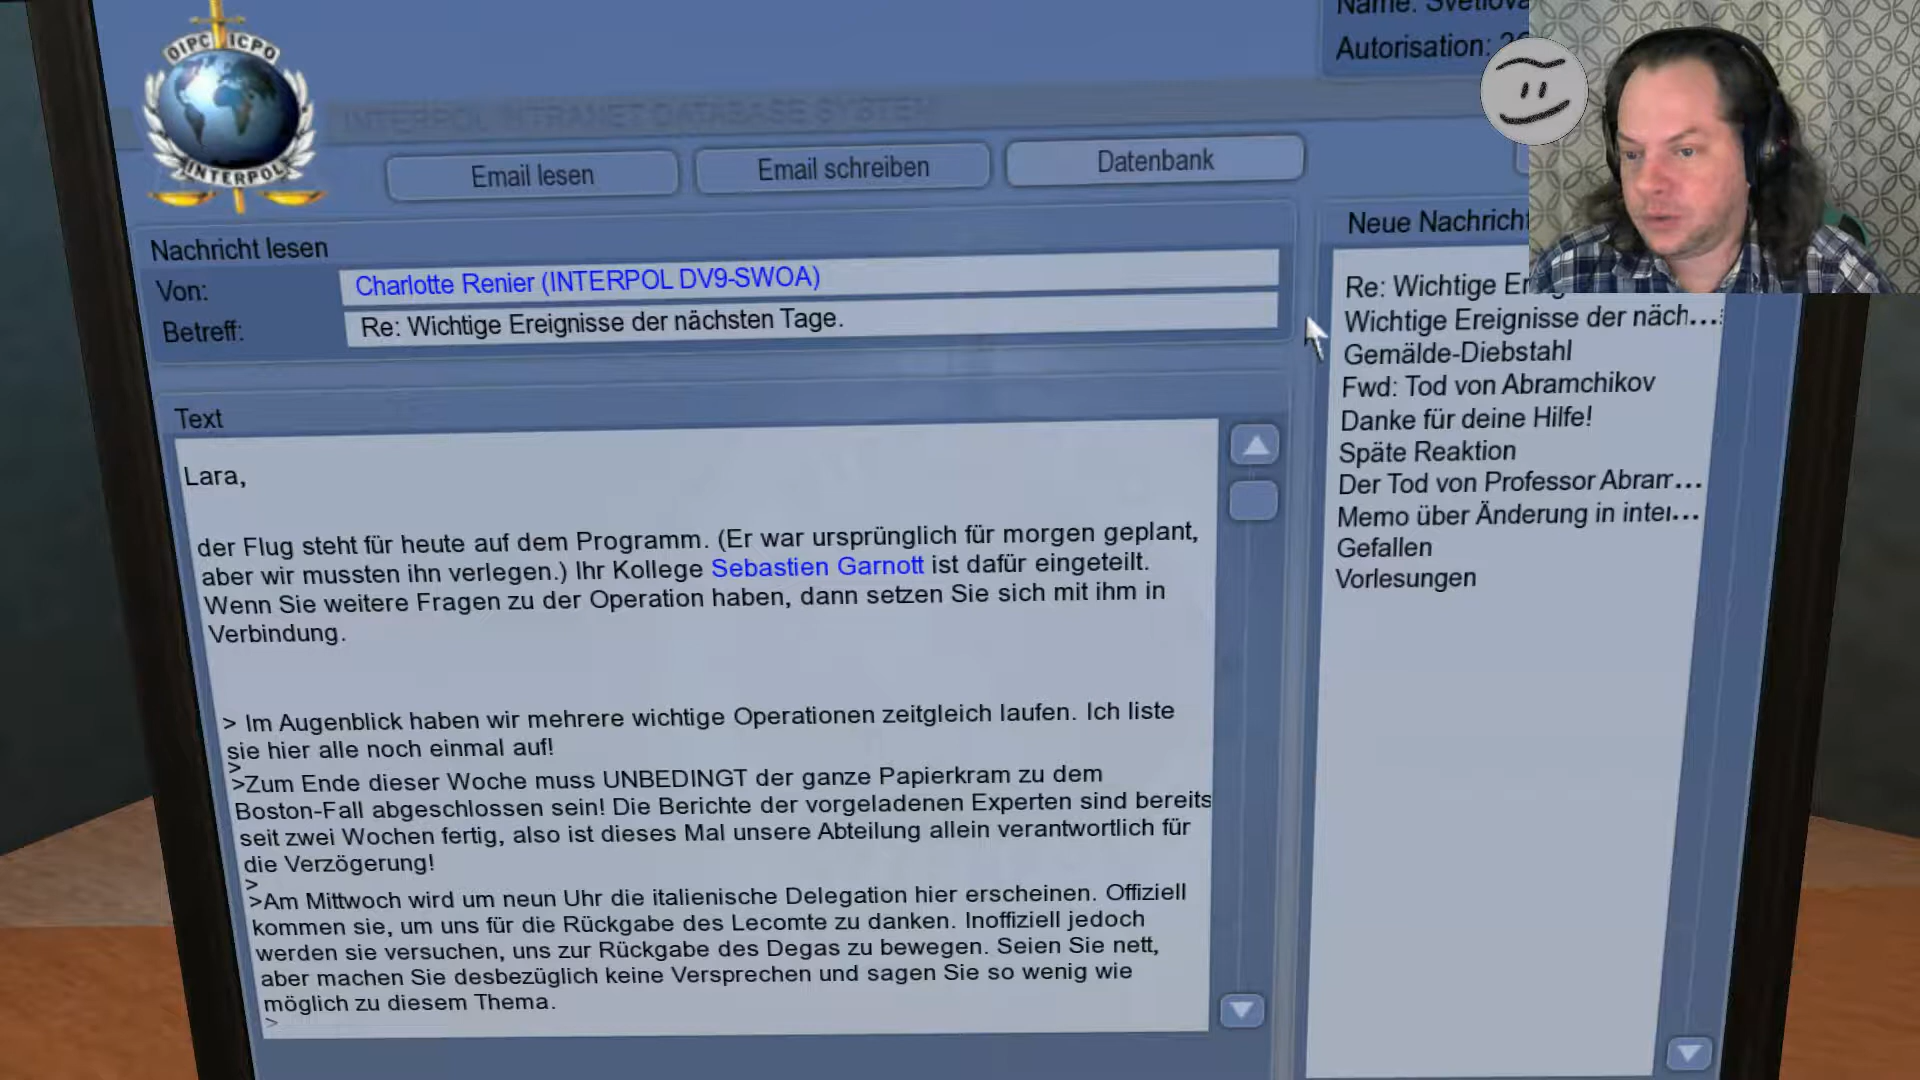 Name: Svetlova
Autorisation:
OIPC ICPO
INTERPOL
INTERPOL INTRANET DATABASE SYSTEM
Email lesen
Email schreiben
Datenbank
Nachricht lesen
Von:
Charlotte Renier (INTERPOL DV9-SWOA)
Betreff:
Re: Wichtige Ereignisse der nächsten Tage.
Text
Lara,
der Flug steht für heute auf dem Programm. (Er war ursprünglich für morgen geplant,
aber wir mussten ihn verlegen.) Ihr Kollege Sebastien Garnott ist dafür eingeteilt.
Wenn Sie weitere Fragen zu der Operation haben, dann setzen Sie sich mit ihm in
Verbindung.
> Im Augenblick haben wir mehrere wichtige Operationen zeitgleich laufen. Ich liste
sie hier alle noch einmal auf!
>
>Zum Ende dieser Woche muss UNBEDINGT der ganze Papierkram zu dem
Boston-Fall abgeschlossen sein! Die Berichte der vorgeladenen Experten sind bereits
seit zwei Wochen fertig, also ist dieses Mal unsere Abteilung allein verantwortlich für
die Verzögerung!
>
>Am Mittwoch wird um neun Uhr die italienische Delegation hier erscheinen. Offiziell
kommen sie, um uns für die Rückgabe des Lecomte zu danken. Inoffiziell jedoch
werden sie versuchen, uns zur Rückgabe des Degas zu bewegen. Seien Sie nett,
aber machen Sie desbezüglich keine Versprechen und sagen Sie so wenig wie
möglich zu diesem Thema.
>
Neue Nachricht
Re: Wichtige
Wichtige Ereignisse der näch...
Gemälde-Diebstahl
Fwd: Tod von Abramchikov
Danke für deine Hilfe!
Späte Reaktion
Der Tod von Professor Abram...
Memo über Änderung in inter...
Gefallen
Vorlesungen